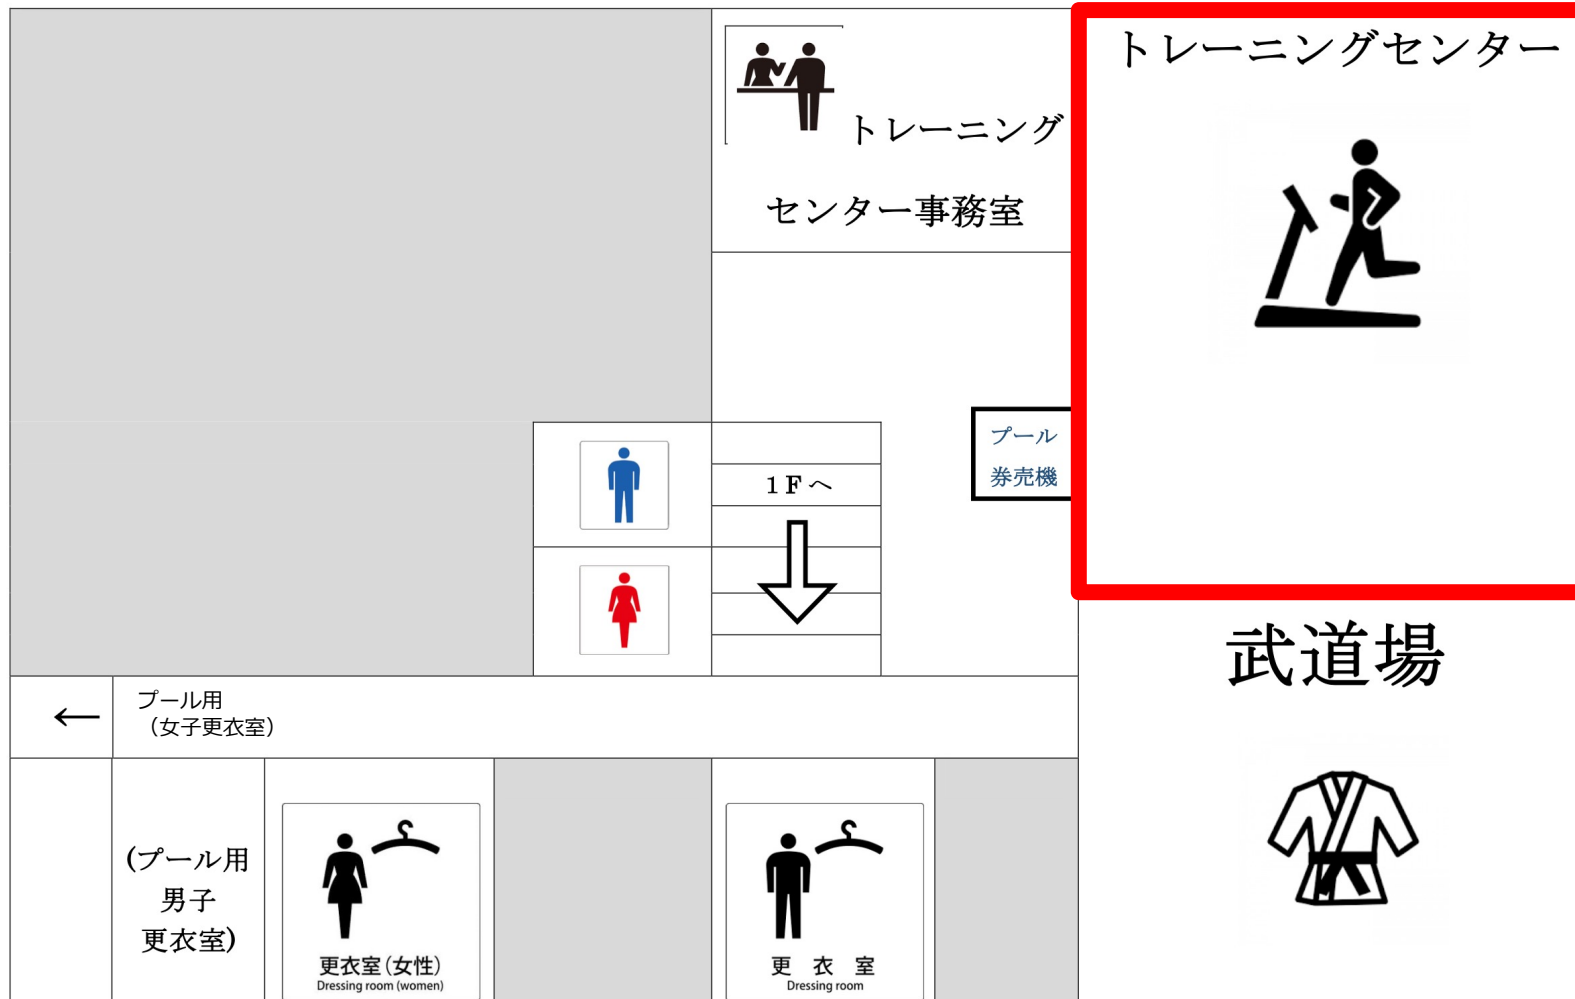 トレーニング
センター事務室
トレーニングセンター
プール
券売機
１Ｆへ
武道場
←
プール用
（女子更衣室）
(プール用
男子
更衣室)
更衣室（女性）
Dressing room (women)
更 衣 室
Dressing room